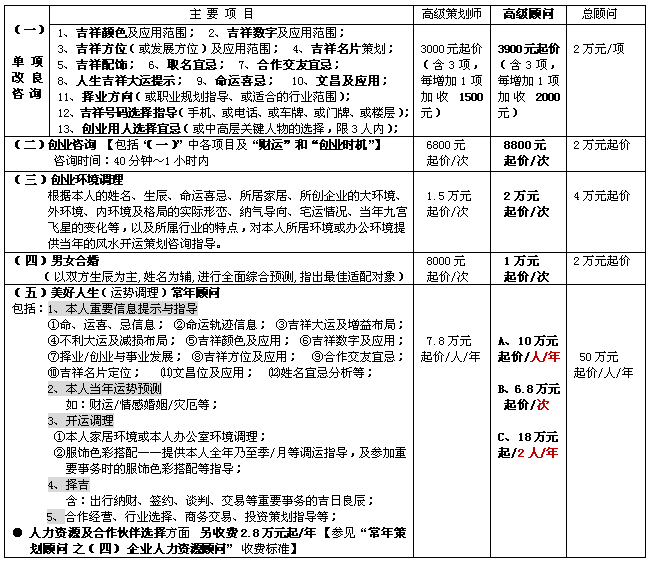 主 要 项 目 高级策划师 高级顾问 总顾问
（一）
单 项
改 良
咨 询
1、吉祥颜色及应用范围； 2、吉祥数字及应用范围；
3、吉祥方位（或发展方位）及应用范围； 4、吉祥名片策划；
5、吉祥配饰； 6、取名宜忌； 7、合作交友宜忌；
8、人生吉祥大运提示； 9、命运喜忌； 10、文昌及应用；
11、择业方向（或职业规划指导、或适合的行业范围）；
12、吉祥号码选择指导（手机、或电话、或车牌、或门牌、或楼层）；
13、创业用人选择宜忌（或中高层关键人物的选择，限 3 人内）；
3000 元起价
（含 3 项，
每增加 1 项
加收 1500
元）
3900元起价
（含 3 项，
每增加 1 项
加 收 2000
元）
2 万元/项
（二）创业咨询 【包括“（一）”中各项目及“财运”和“创业时机”】
咨询时间：40 分钟～1 小时内
6800 元
起价/次
8800 元
起价/次
2 万元起价
（三）创业环境调理
根据本人的姓名、生辰、命运喜忌、所居家居、所创企业的大环境、
外环境、内环境及格局的实际形态、纳气导向、宅运情况、当年九宫
飞星的变化等，以及所属行业的特点，对本人所居环境或办公环境提
供当年的风水开运策划咨询指导。
1.5 万元
起价/次
2 万元
起价/次
4 万元起价
（四）男女合婚
（以双方生辰为主，姓名为辅，进行全面综合预测，指出最佳适配对象）
8000 元
起价/次
1 万元
起价/次
2 万元起价
（五）美好人生（运势调理）常年顾问
包括：1、本人重要信息提示与指导
①命、运喜、忌信息； ②命运轨迹信息； ③吉祥大运及增益布局；
④不利大运及减损布局； ⑤吉祥颜色及应用； ⑥吉祥数字及应用；
⑦择业/创业与事业发展； ⑧吉祥方位及应用； ⑨合作交友宜忌；
⑩吉祥名片定位； ⑾文昌位及应用； ⑿姓名宜忌分析等；
2、本人当年运势预测
如：财运/情感婚姻/灾厄等；
3、开运调理
①本人家居环境或本人办公室环境调理；
②服饰色彩搭配——提供本人全年乃至季/月等调运指导，及参加重
要事务时的服饰色彩搭配等指导；
4、择吉
含：出行纳财、签约、谈判、交易等重要事务的吉日良辰；
5、合作经营、行业选择、商务交易、投资策划指导等；
● 人力资源及合作伙伴选择方面 另收费 2.8 万元起/年【参见“常年策
划顾问 之（四）企业人力资源顾问” 收费标准】
7.8 万元
起价/人/年
A、10 万元
起价/人/年
B、6.8 万元
起价/次
C、18 万元
起/2 人/年
50 万元
起价/人/年